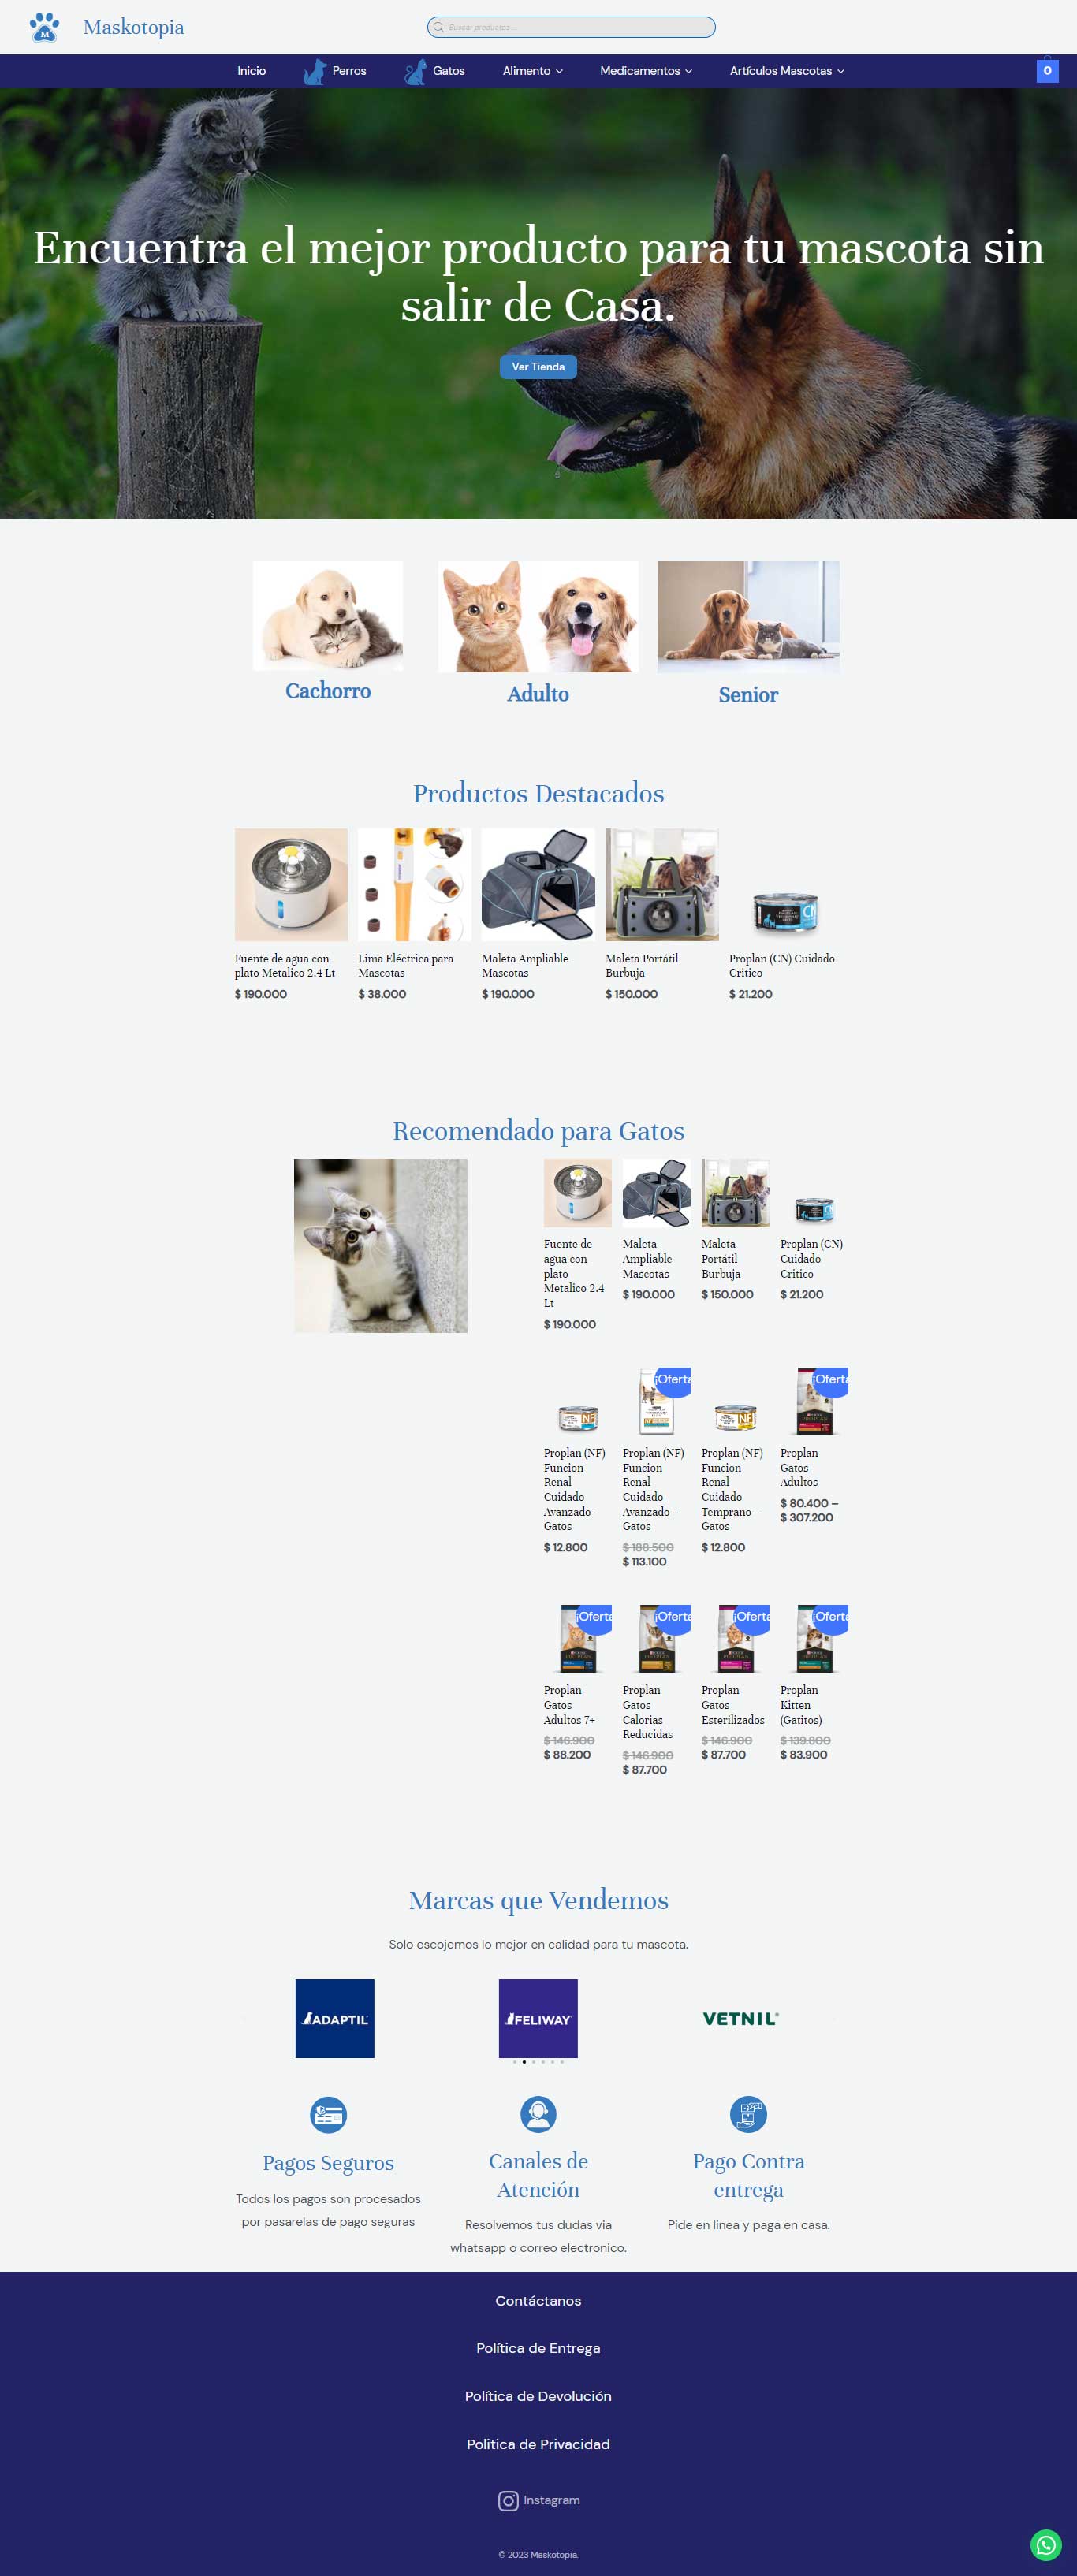 Maskotopia
Buscar productos ...
Inicio
Perros
Gatos
Alimento
Medicamentos
Artículos Mascotas
0
Encuentra el mejor producto para tu mascota sin
salir de Casa.
Ver Tienda
Cachorro
Adulto
Senior
Productos Destacados
Fuente de agua con
plato Metalico 2.4 Lt
$ 190.000
Lima Eléctrica para
Mascotas
$ 38.000
Maleta Ampliable
Mascotas
$ 190.000
Maleta Portátil
Burbuja
$ 150.000
Proplan (CN) Cuidado
Critico
$ 21.200
Recomendado para Gatos
Fuente de
agua con
plato
Metalico 2.4
Lt
$ 190.000
Maleta
Ampliable
Mascotas
$ 190.000
Maleta
Portátil
Burbuja
$ 150.000
Proplan (CN)
Cuidado
Critico
$ 21.200
Proplan (NF)
Funcion
Renal
Cuidado
Avanzado –
Gatos
$ 12.800
¡Oferta
Proplan (NF)
Funcion
Renal
Cuidado
Avanzado –
Gatos
$ 188.500
$ 113.100
Proplan (NF)
Funcion
Renal
Cuidado
Temprano –
Gatos
$ 12.800
¡Oferta
Proplan
Gatos
Adultos
$ 80.400 –
$ 307.200
¡Oferta
Proplan
Gatos
Adultos 7+
$ 146.900
$ 88.200
¡Oferta
Proplan
Gatos
Calorias
Reducidas
$ 146.900
$ 87.700
¡Oferta
Proplan
Gatos
Esterilizados
$ 146.900
$ 87.700
¡Oferta
Proplan
Kitten
(Gatitos)
$ 139.800
$ 83.900
Marcas que Vendemos
Solo escojemos lo mejor en calidad para tu mascota.
ADAPTIL
FELIWAY
VETNIL®
Pagos Seguros
Todos los pagos son procesados
por pasarelas de pago seguras
Canales de
Atención
Resolvemos tus dudas via
whatsapp o correo electronico.
Pago Contra
entrega
Pide en linea y paga en casa.
Contáctanos
Política de Entrega
Política de Devolución
Politica de Privacidad
Instagram
© 2023 Maskotopia.